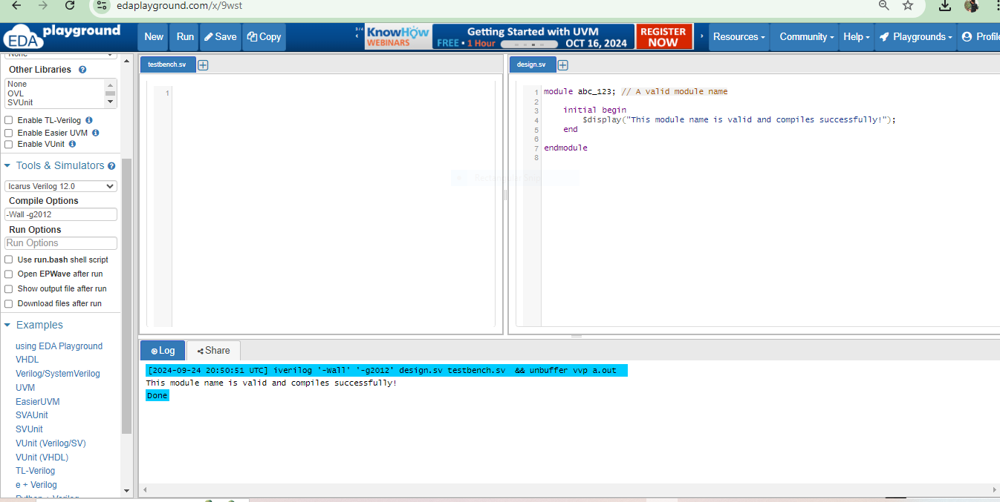 edaplayground.com/x/9wst
EDA playground
New
Run
Save
Copy
3/4
KnowHow
WEBINARS
Getting Started with UVM
FREE • 1 Hour
OCT 16, 2024
REGISTER
NOW
Resources
Community
Help
Playgrounds
Profile
None
Other Libraries
None
OVL
SVUnit
Enable TL-Verilog
Enable Easier UVM
Enable VUnit
Tools & Simulators
Icarus Verilog 12.0
Compile Options
-Wall -g2012
Run Options
Run Options
Use run.bash shell script
Open EPWave after run
Show output file after run
Download files after run
Examples
using EDA Playground
VHDL
Verilog/SystemVerilog
UVM
EasierUVM
SVAUnit
SVUnit
VUnit (Verilog/SV)
VUnit (VHDL)
TL-Verilog
e + Verilog
Python + Verilog
testbench.sv
1
design.sv
1 module abc_123; // A valid module name
2
3 initial begin
4 $display("This module name is valid and compiles successfully!");
5 end
6
7 endmodule
8
Log
Share
[2024-09-24 20:50:51 UTC] iverilog '-Wall' '-g2012' design.sv testbench.sv && unbuffer vvp a.out
This module name is valid and compiles successfully!
Done